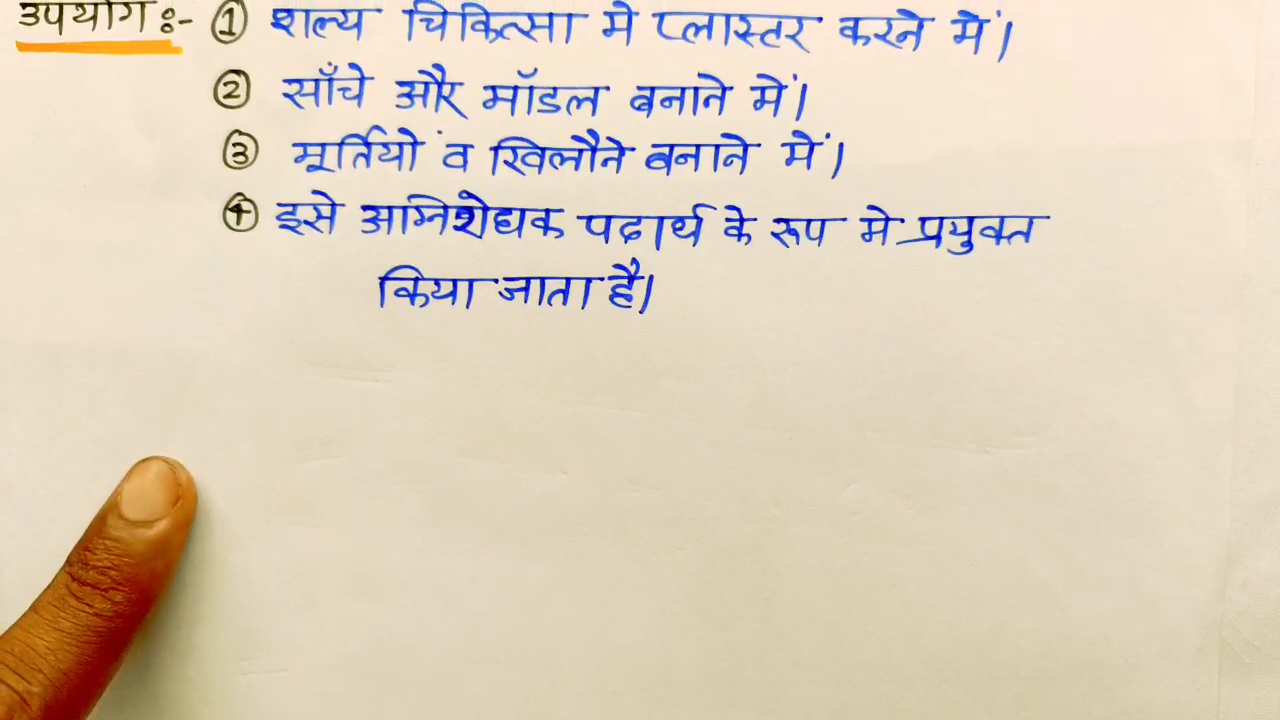 उपयोग :- ① शल्य चिकित्सा मे प्लास्टर करने में।
② साँचे और मॉडल बनाने में।
③ मूर्तियों व खिलौने बनाने में।
④ इसे अग्निशेधक पदार्थ के रूप मे प्रयुक्त
किया जाता है।